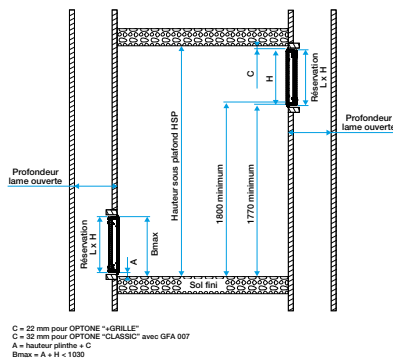 C
H
Réservation
L x H
Profondeur
lame ouverte
Hauteur sous plafond HSP
1800 minimum
1770 minimum
Profondeur
lame ouverte
Réservation
L x H
A
Bmax
Sol fini
C = 22 mm pour OPTONE "+GRILLE"
C = 32 mm pour OPTONE "CLASSIC" avec GFA 007
A = hauteur plinthe + C
Bmax = A + H < 1030